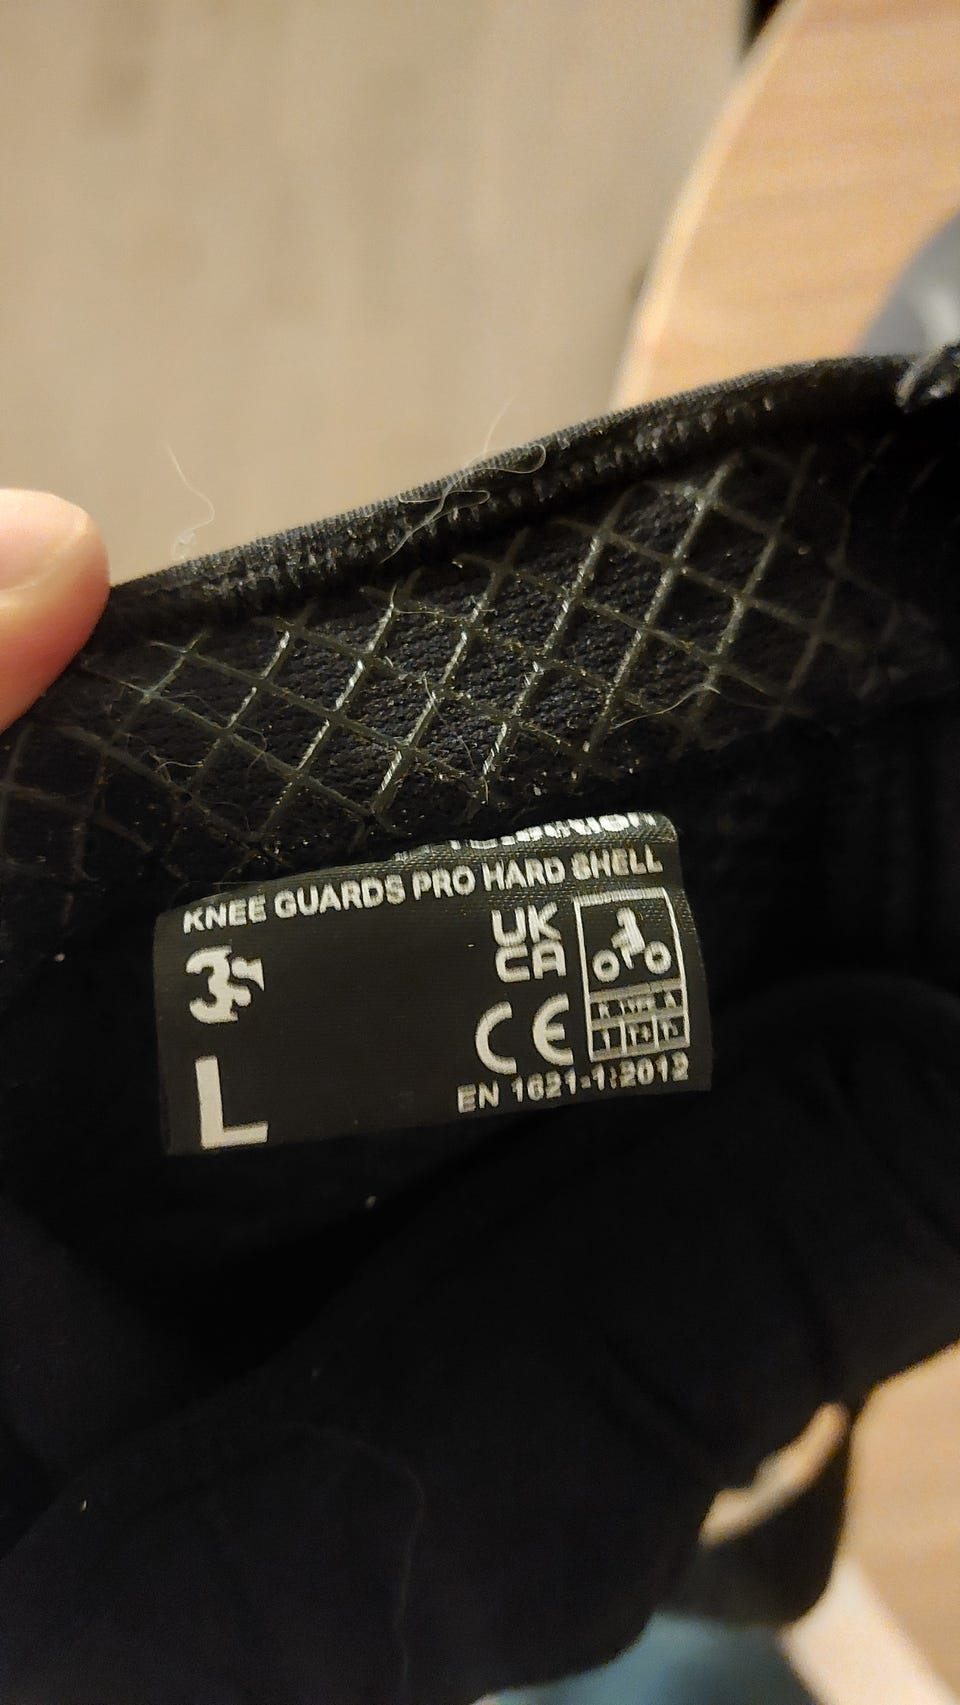 KNEE GUARDS PRO HARD SHELL
UK
CA
CE
L
EN 1621-1:2012